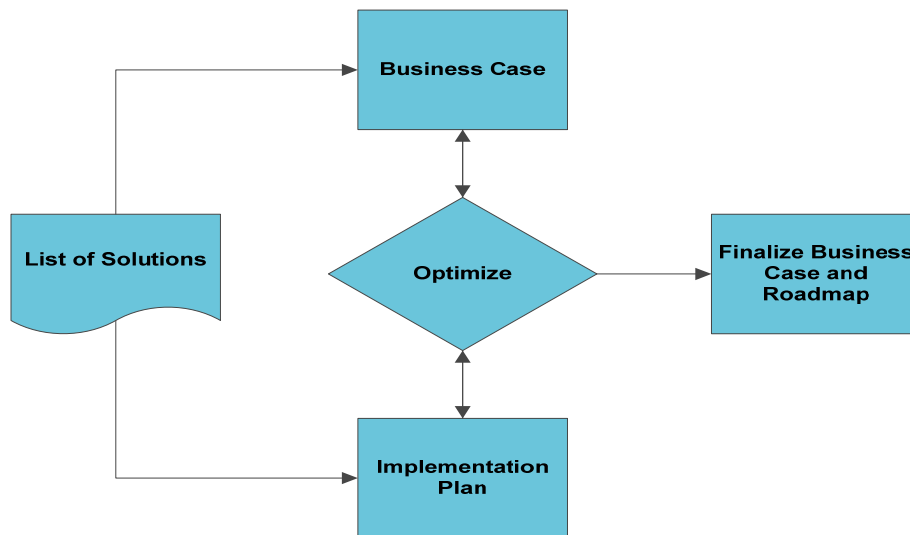 Business Case
List of Solutions
Optimize
Finalize Business
Case and
Roadmap
Implementation
Plan